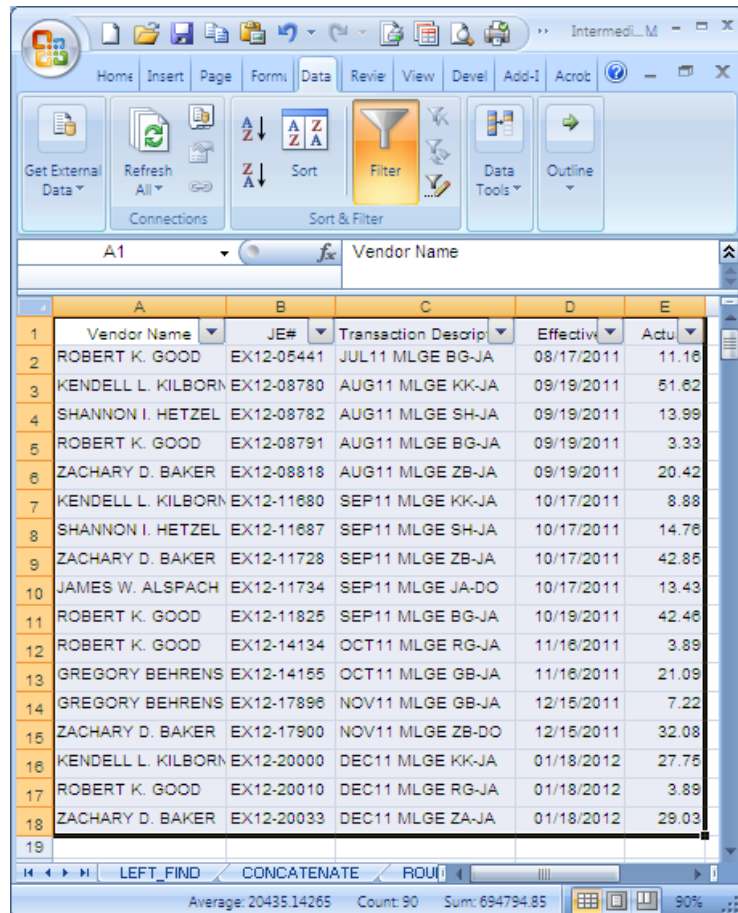 Intermedi... M
Home Insert Page Formu Data Revie View Devel Add-I Acrob
Get External Data
Refresh All
Sort
Filter
Data Tools
Outline
Connections
Sort & Filter
A1 fx Vendor Name
A B C D E
1 Vendor Name JE# Transaction Descrip Effective Actu
2 ROBERT K. GOOD EX12-05441 JUL11 MLGE BG-JA 08/17/2011 11.16
3 KENDELL L. KILBORN EX12-08780 AUG11 MLGE KK-JA 09/19/2011 51.62
4 SHANNON I. HETZEL EX12-08782 AUG11 MLGE SH-JA 09/19/2011 13.99
5 ROBERT K. GOOD EX12-08791 AUG11 MLGE BG-JA 09/19/2011 3.33
6 ZACHARY D. BAKER EX12-08818 AUG11 MLGE ZB-JA 09/19/2011 20.42
7 KENDELL L. KILBORN EX12-11680 SEP11 MLGE KK-JA 10/17/2011 8.88
8 SHANNON I. HETZEL EX12-11687 SEP11 MLGE SH-JA 10/17/2011 14.76
9 ZACHARY D. BAKER EX12-11728 SEP11 MLGE ZB-JA 10/17/2011 42.85
10 JAMES W. ALSPACH EX12-11734 SEP11 MLGE JA-DO 10/17/2011 13.43
11 ROBERT K. GOOD EX12-11825 SEP11 MLGE BG-JA 10/19/2011 42.46
12 ROBERT K. GOOD EX12-14134 OCT11 MLGE RG-JA 11/16/2011 3.89
13 GREGORY BEHRENS EX12-14155 OCT11 MLGE GB-JA 11/16/2011 21.09
14 GREGORY BEHRENS EX12-17896 NOV11 MLGE GB-JA 12/15/2011 7.22
15 ZACHARY D. BAKER EX12-17900 NOV11 MLGE ZB-DO 12/15/2011 32.08
16 KENDELL L. KILBORN EX12-20000 DEC11 MLGE KK-JA 01/18/2012 27.75
17 ROBERT K. GOOD EX12-20010 DEC11 MLGE RG-JA 01/18/2012 3.89
18 ZACHARY D. BAKER EX12-20033 DEC11 MLGE ZA-JA 01/18/2012 29.03
19
LEFT_FIND CONCATENATE ROU
Average: 20435.14265 Count: 90 Sum: 694794.85 90%